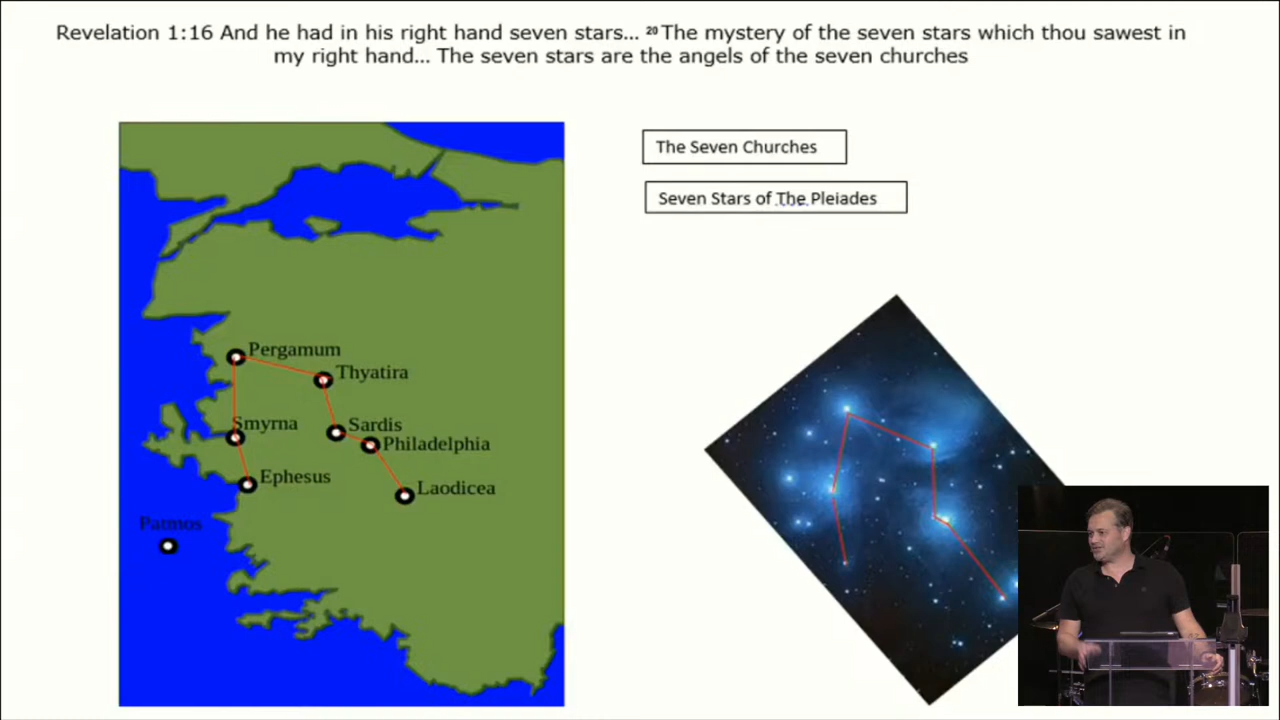 Revelation 1:16 And he had in his right hand seven stars... 20 The mystery of the seven stars which thou sawest in
my right hand... The seven stars are the angels of the seven churches
The Seven Churches
Seven Stars of The Pleiades
Pergamum
Thyatira
Smyrna
Sardis
Philadelphia
Ephesus
Laodicea
Patmos